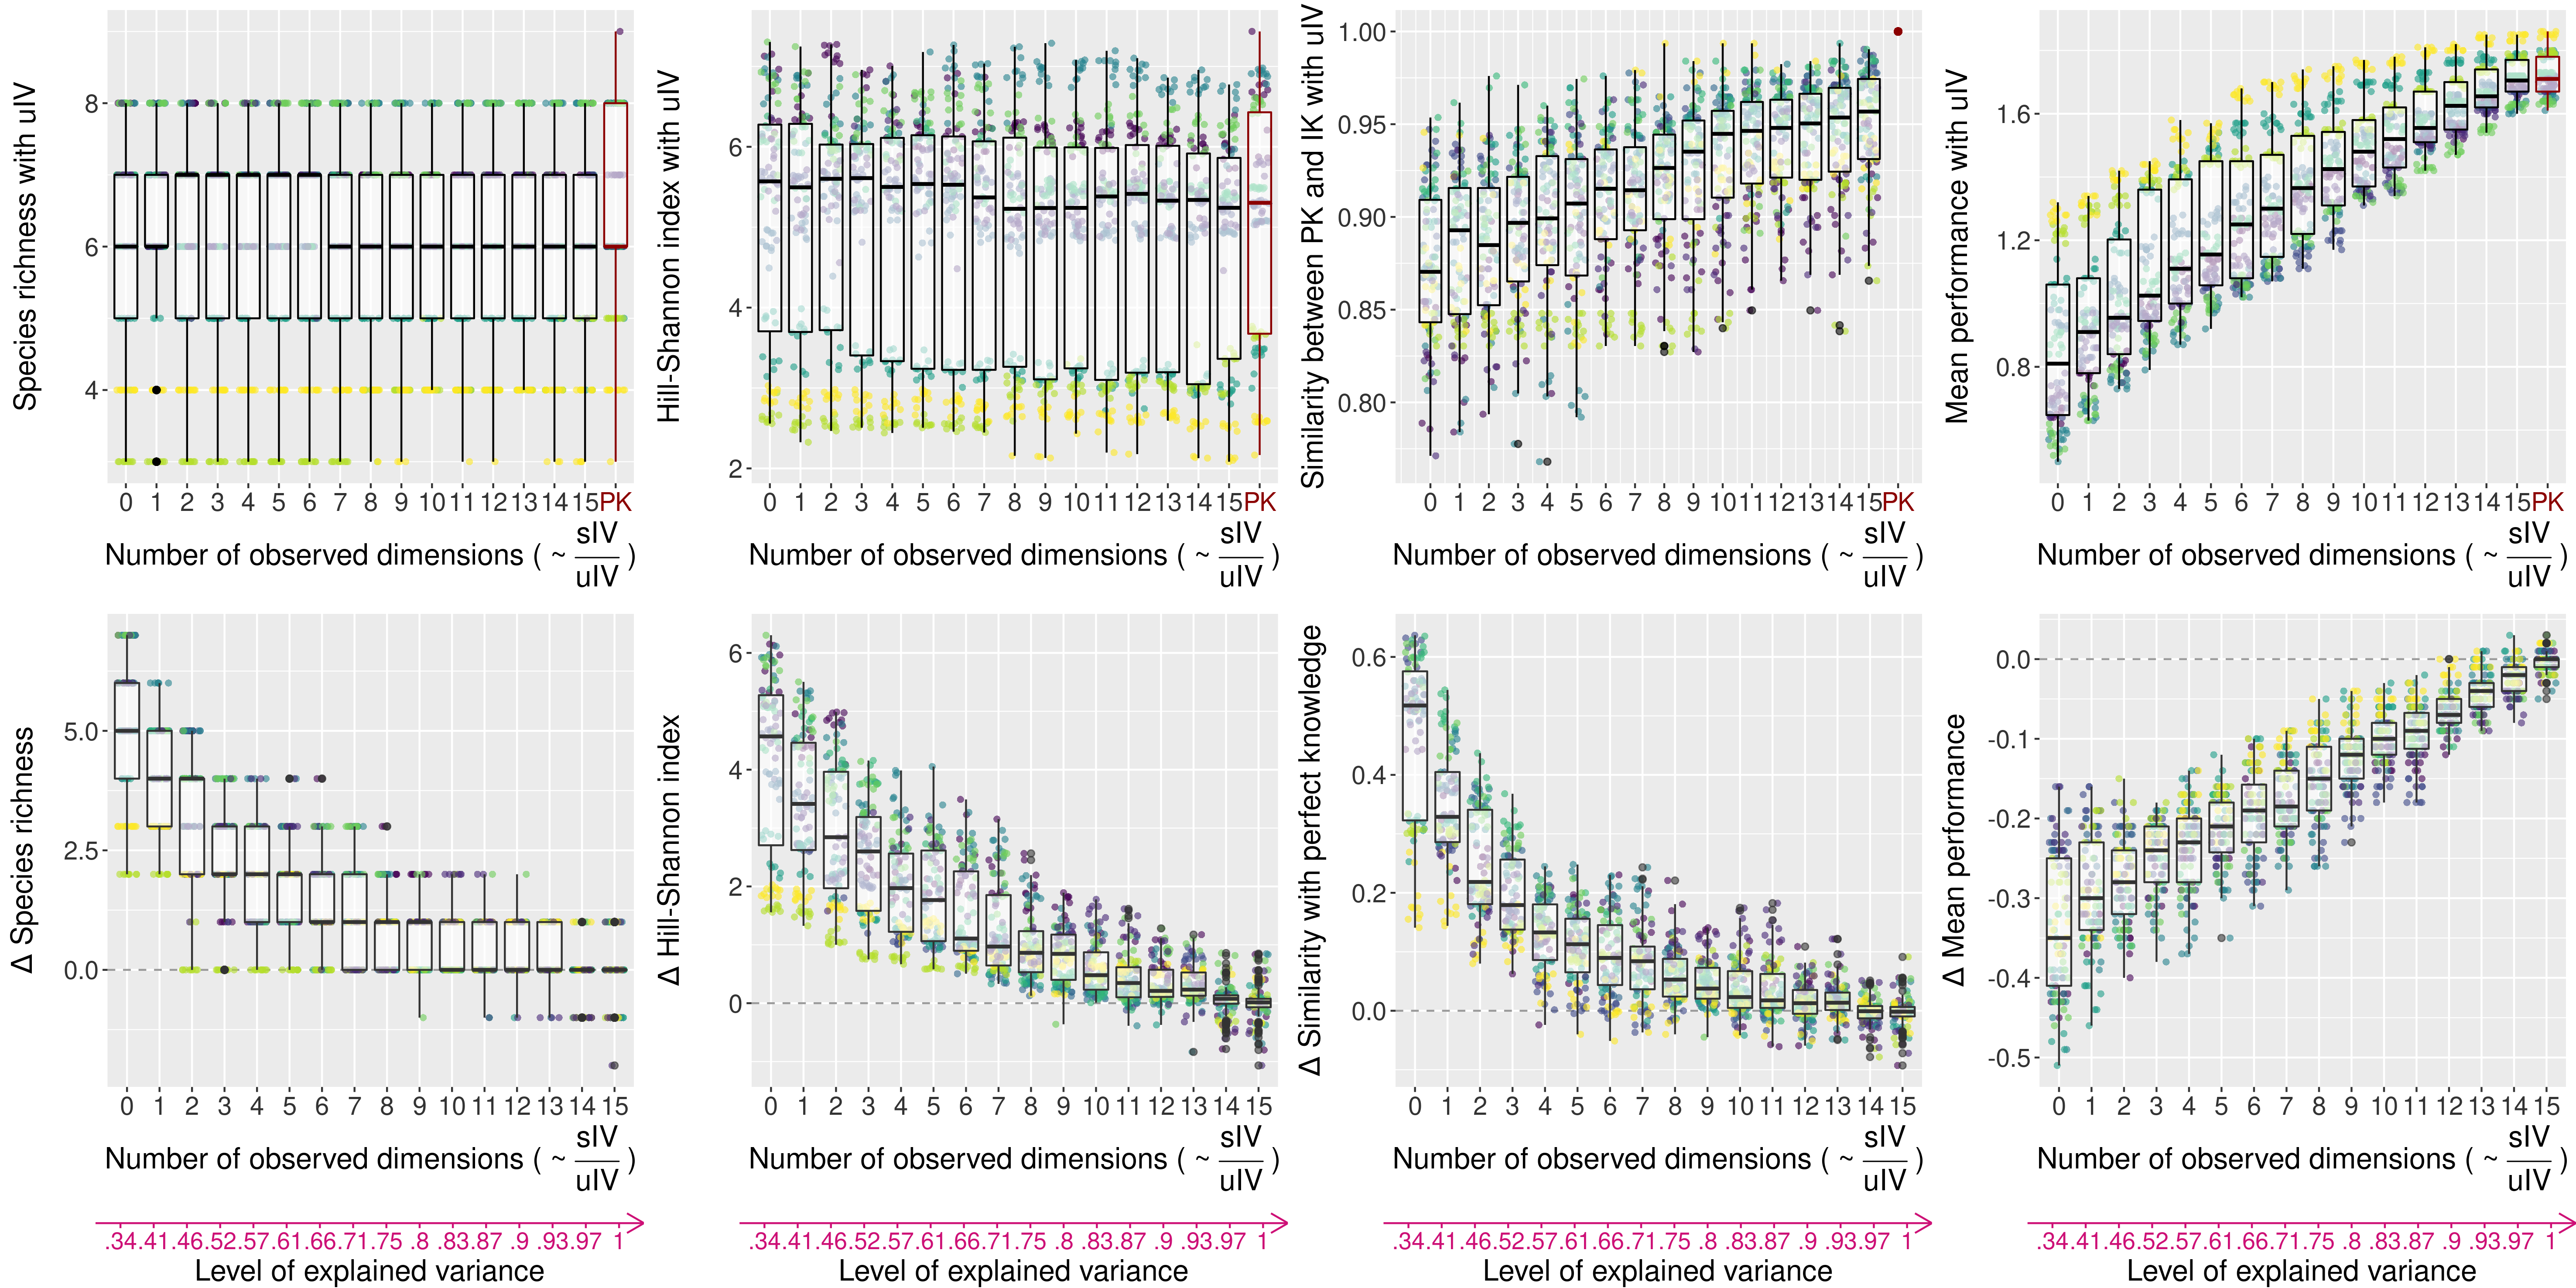 Species richness with uIV
8
6
4
0 1 2 3 4 5 6 7 8 9 10 11 12 13 14 15 PK
Number of observed dimensions ( ~ sIV/uIV )
Hill-Shannon index with uIV
6
4
2
0 1 2 3 4 5 6 7 8 9 10 11 12 13 14 15 PK
Number of observed dimensions ( ~ sIV/uIV )
Similarity between PK and IK with uIV
1.00
0.95
0.90
0.85
0.80
0 1 2 3 4 5 6 7 8 9 10 11 12 13 14 15 PK
Number of observed dimensions ( ~ sIV/uIV )
Mean performance with uIV
1.6
1.2
0.8
0 1 2 3 4 5 6 7 8 9 10 11 12 13 14 15 PK
Number of observed dimensions ( ~ sIV/uIV )
Δ Species richness
5.0
2.5
0.0
0 1 2 3 4 5 6 7 8 9 10 11 12 13 14 15
Number of observed dimensions ( ~ sIV/uIV )
.34 .41 .46 .52 .57 .61 .66 .71 .75 .8 .83 .87 .9 .93 .97 1
Level of explained variance
Δ Hill-Shannon index
6
4
2
0
0 1 2 3 4 5 6 7 8 9 10 11 12 13 14 15
Number of observed dimensions ( ~ sIV/uIV )
.34 .41 .46 .52 .57 .61 .66 .71 .75 .8 .83 .87 .9 .93 .97 1
Level of explained variance
Δ Similarity with perfect knowledge
0.6
0.4
0.2
0.0
0 1 2 3 4 5 6 7 8 9 10 11 12 13 14 15
Number of observed dimensions ( ~ sIV/uIV )
.34 .41 .46 .52 .57 .61 .66 .71 .75 .8 .83 .87 .9 .93 .97 1
Level of explained variance
Δ Mean performance
0.0
-0.1
-0.2
-0.3
-0.4
-0.5
0 1 2 3 4 5 6 7 8 9 10 11 12 13 14 15
Number of observed dimensions ( ~ sIV/uIV )
.34 .41 .46 .52 .57 .61 .66 .71 .75 .8 .83 .87 .9 .93 .97 1
Level of explained variance